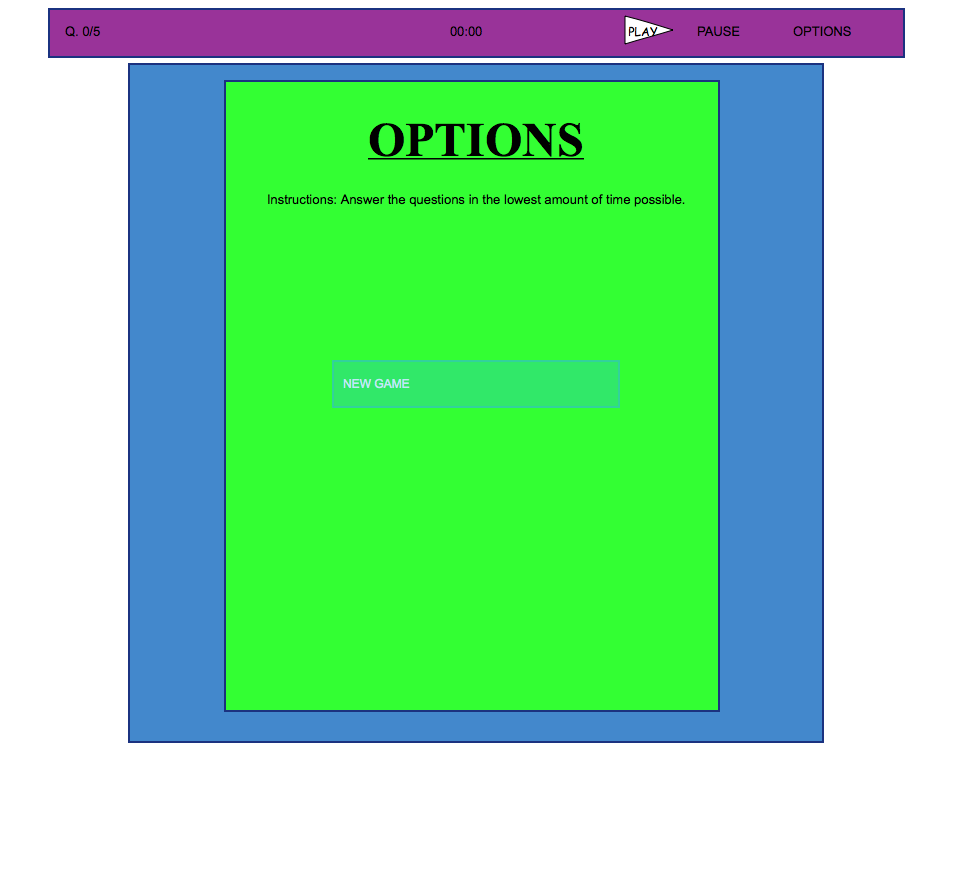 Q. 0/5 00:00 PLAY PAUSE OPTIONS
OPTIONS
Instructions: Answer the questions in the lowest amount of time possible.
NEW GAME